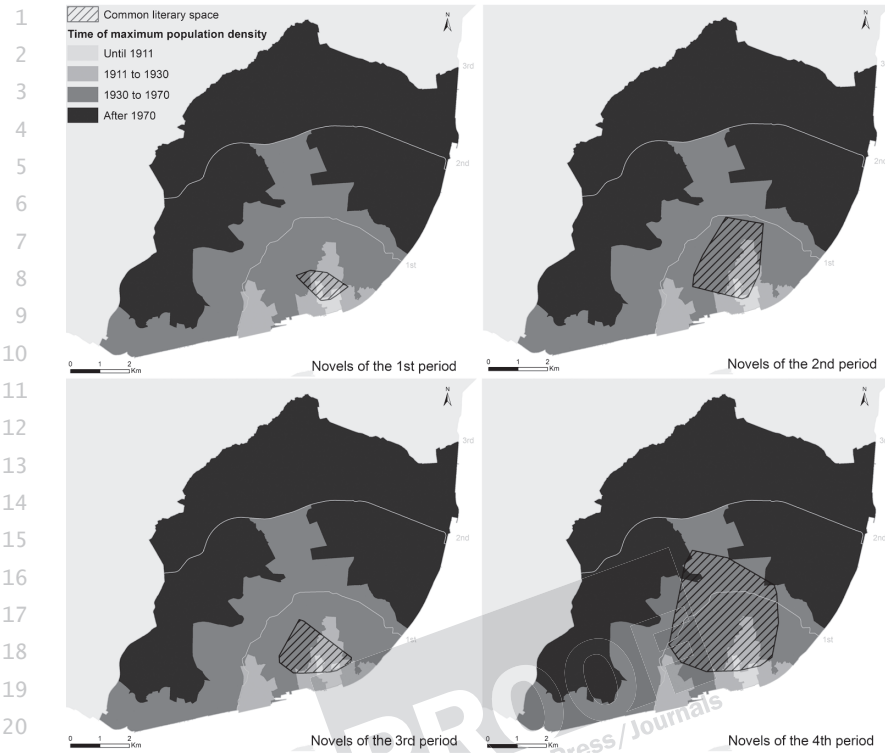 1
2
3
4
5
6
7
8
9
10
11
12
13
14
15
16
17
18
19
20
Common literary space
Time of maximum population density
Until 1911
1911 to 1930
1930 to 1970
After 1970
N
3rd
2nd
1st
0 1 2
Km
Novels of the 1st period
N
3
2nd
1st
0 1 2
Km
Novels of the 2nd period
N
3rd
2nd
1st
0 1 2
Km
Novels of the 3rd period
N
2nd
1st
0 1 2
Km
Novels of the 4th period
PROOF
Press / Journals